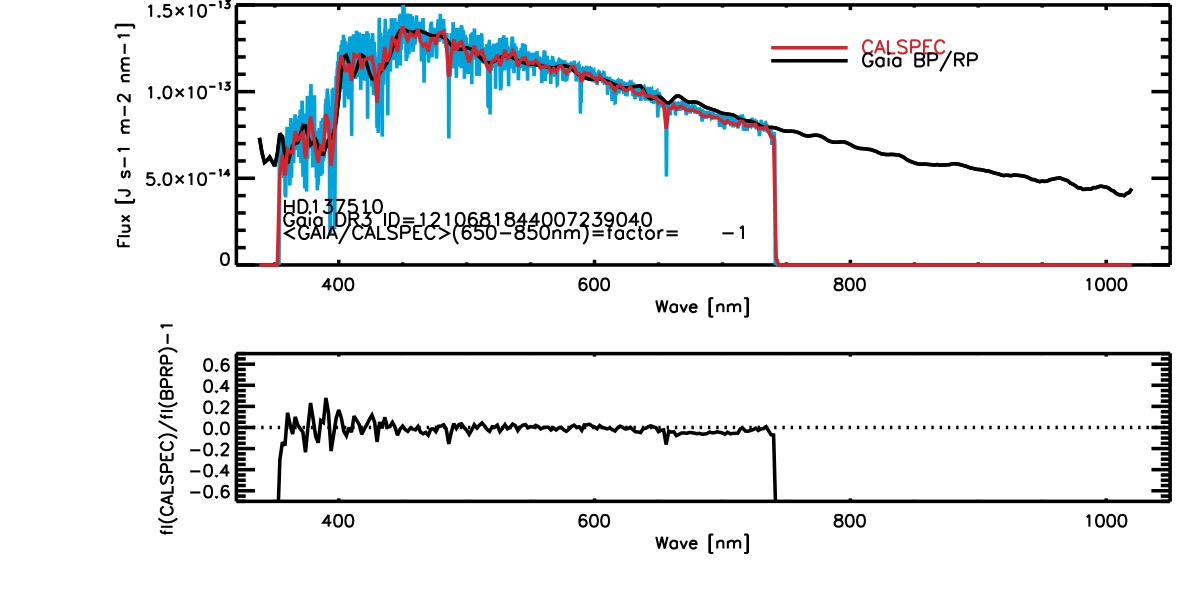 1.5×10−13
1.0×10−13
5.0×10−14
0
Flux [J s−1 m−2 nm−1]
CALSPEC
Gaia BP/RP
HD137510
Gaia DR3 ID=1210681844007239040
<GAIA/CALSPEC>(650−850nm)=factor= −1
400 600 800 1000
Wave [nm]
fl(CALSPEC)/fl(BPRP)−1
0.6
0.4
0.2
0.0
−0.2
−0.4
−0.6
400 600 800 1000
Wave [nm]